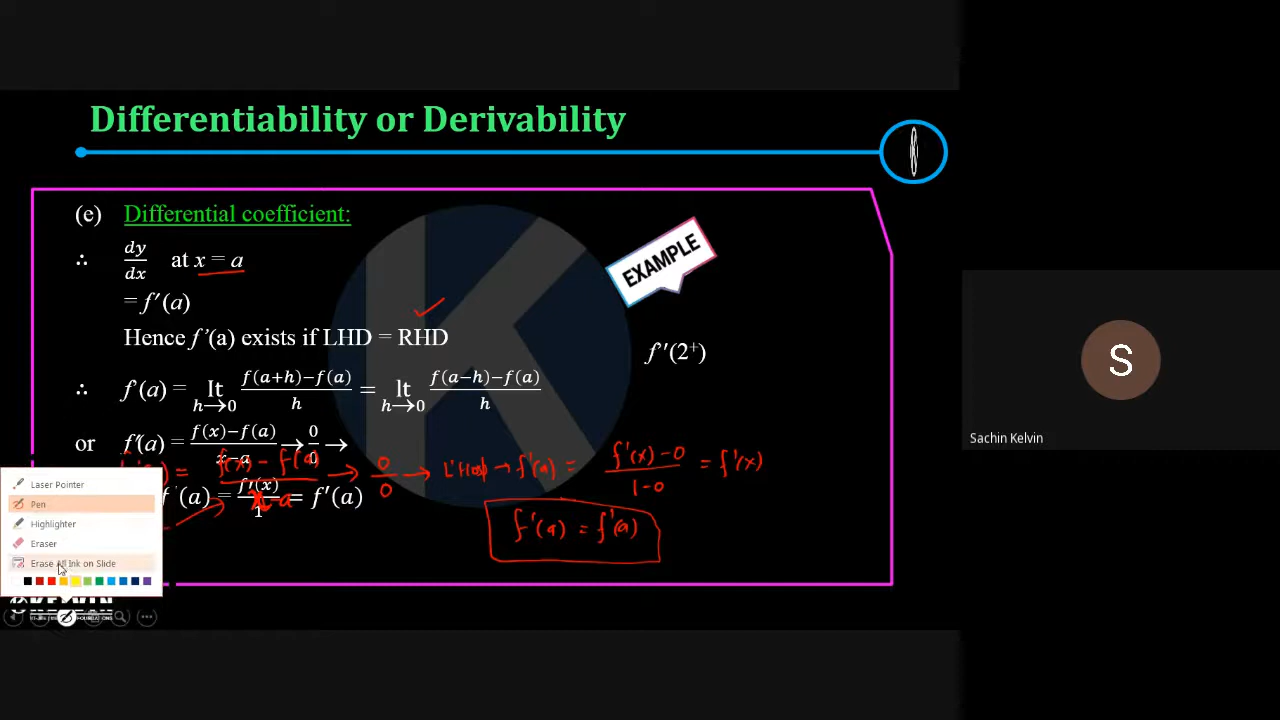 Differentiability or Derivability
(e) Differential coefficient:
∴ dy/dx at x = a
= f′(a)
EXAMPLE
Hence f’(a) exists if LHD = RHD
f′(2⁺)
∴ f′(a) = Lt h→0 f(a+h)−f(a)/h = lt h→0 f(a−h)−f(a)/h
or f′(a) = f(x)−f(a)/x−a → 0/0 →
= f(x) − f(a)/x−a → 0/0 → L'Hosp → f'(a) = f'(x) − 0/1−0 = f'(x)
f′(a) = f′(x)/1 = f′(a)
f'(a) = f'(a)
Laser Pointer
Pen
Highlighter
Eraser
Erase All Ink on Slide
KELVIN
S
Sachin Kelvin